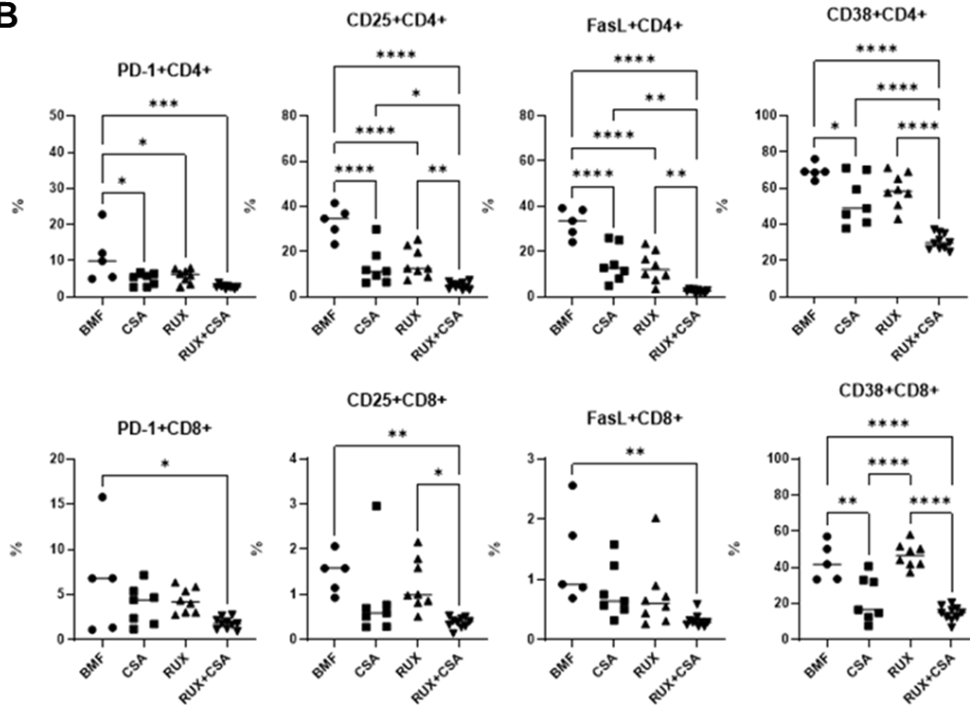 B
PD-1+CD4+
***
*
*
%
50
40
30
20
10
0
BMF
CSA
RUX
RUX+CSA
CD25+CD4+
****
*
****
****
**
%
80
60
40
20
0
BMF
CSA
RUX
RUX+CSA
FasL+CD4+
****
**
****
****
**
%
80
60
40
20
0
BMF
CSA
RUX
RUX+CSA
CD38+CD4+
****
****
*
****
%
100
80
60
40
20
0
BMF
CSA
RUX
RUX+CSA
PD-1+CD8+
*
%
20
15
10
5
0
BMF
CSA
RUX
RUX+CSA
CD25+CD8+
**
*
%
4
3
2
1
0
BMF
CSA
RUX
RUX+CSA
FasL+CD8+
**
%
3
2
1
0
BMF
CSA
RUX
RUX+CSA
CD38+CD8+
****
****
**
****
%
100
80
60
40
20
0
BMF
CSA
RUX
RUX+CSA